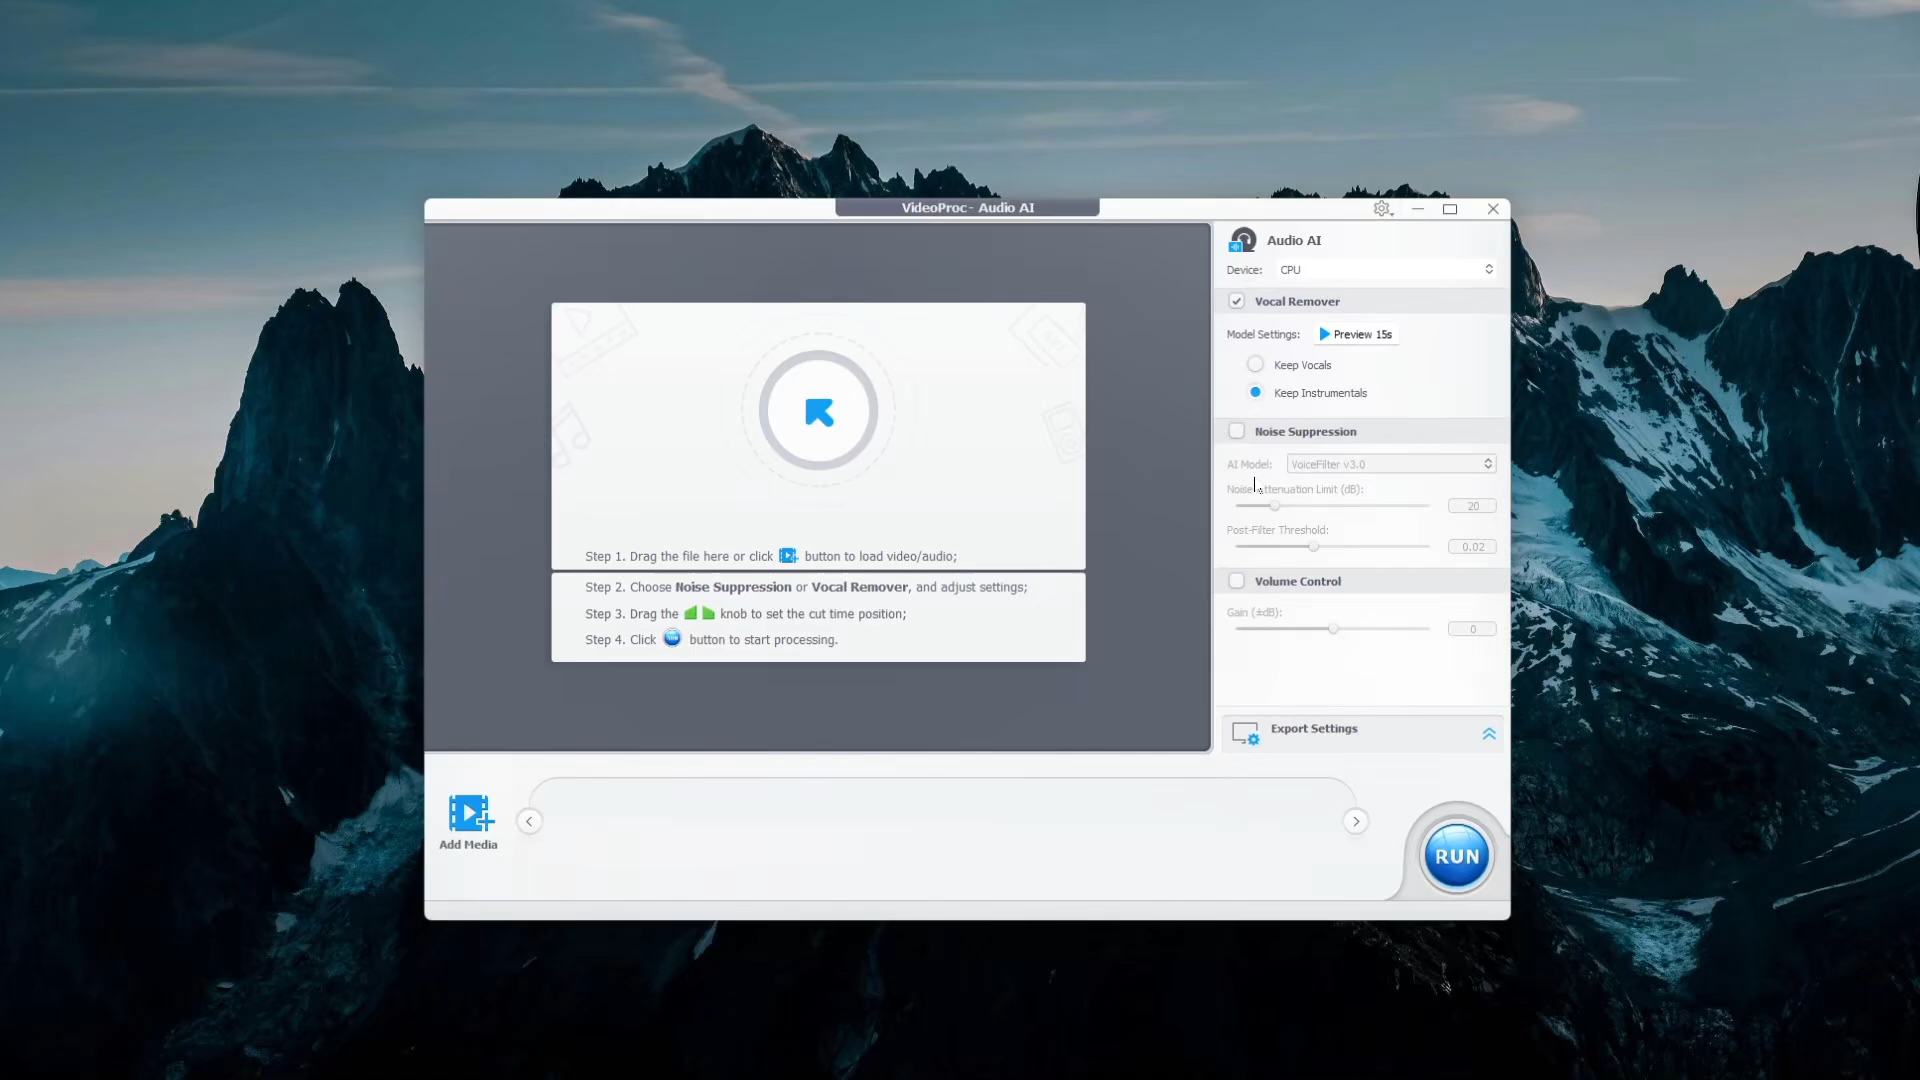 VideoProc - Audio AI
Audio AI
Device: CPU
Vocal Remover
Model Settings: Preview 15s
Keep Vocals
Keep Instrumentals
Noise Suppression
AI Model: VoiceFilter v3.0
Noise Attenuation Limit (dB):
20
Post-Filter Threshold:
0.02
Volume Control
Gain (±dB):
0
Export Settings
Step 1. Drag the file here or click button to load video/audio;
Step 2. Choose Noise Suppression or Vocal Remover, and adjust settings;
Step 3. Drag the knob to set the cut time position;
Step 4. Click button to start processing.
Add Media
RUN